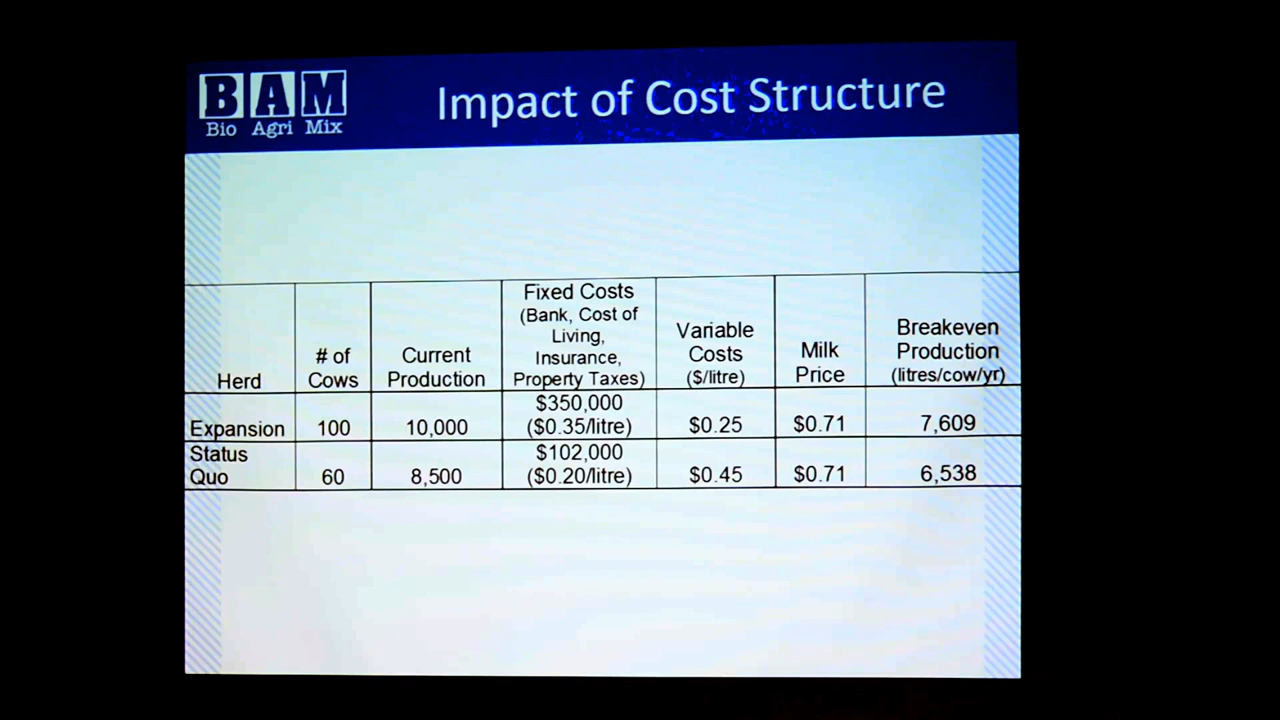 BAM
Bio Agri Mix
Impact of Cost Structure
Herd
# of
Cows
Current
Production
Fixed Costs
(Bank, Cost of
Living,
Insurance,
Property Taxes)
Variable
Costs
($/litre)
Milk
Price
Breakeven
Production
(litres/cow/yr)
Expansion
100
10,000
$350,000
($0.35/litre)
$0.25
$0.71
7,609
Status
Quo
60
8,500
$102,000
($0.20/litre)
$0.45
$0.71
6,538